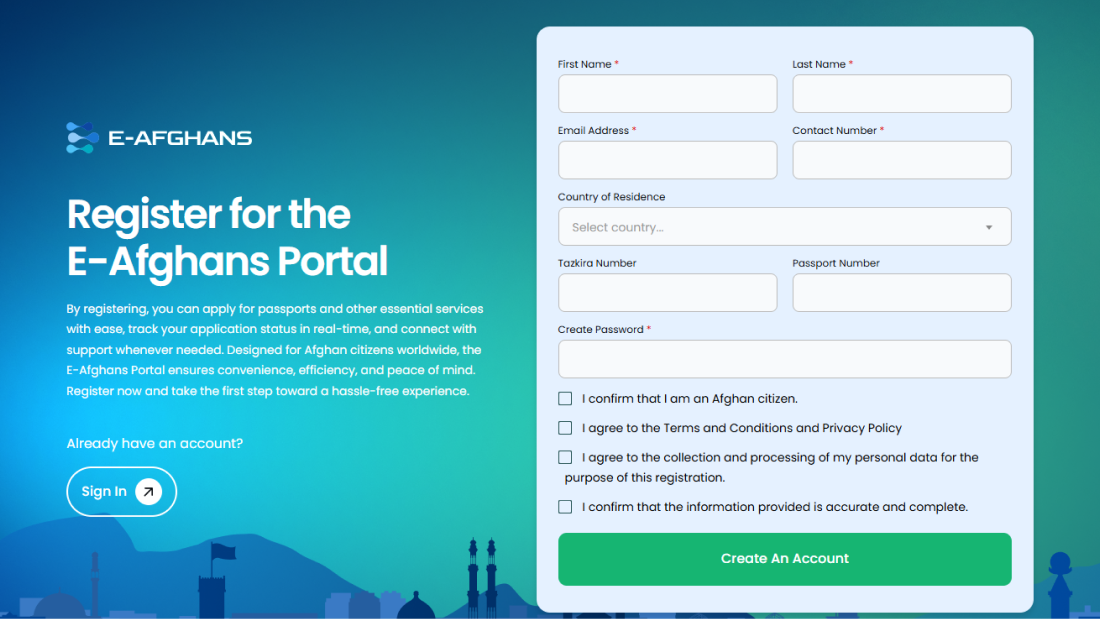 E-AFGHANS
Register for the
E-Afghans Portal
By registering, you can apply for passports and other essential services
with ease, track your application status in real-time, and connect with
support whenever needed. Designed for Afghan citizens worldwide, the
E-Afghans Portal ensures convenience, efficiency, and peace of mind.
Register now and take the first step toward a hassle-free experience.
Already have an account?
Sign In
First Name *
Last Name *
Email Address *
Contact Number *
Country of Residence
Select country...
Tazkira Number
Passport Number
Create Password *
I confirm that I am an Afghan citizen.
I agree to the Terms and Conditions and Privacy Policy
I agree to the collection and processing of my personal data for the
purpose of this registration.
I confirm that the information provided is accurate and complete.
Create An Account